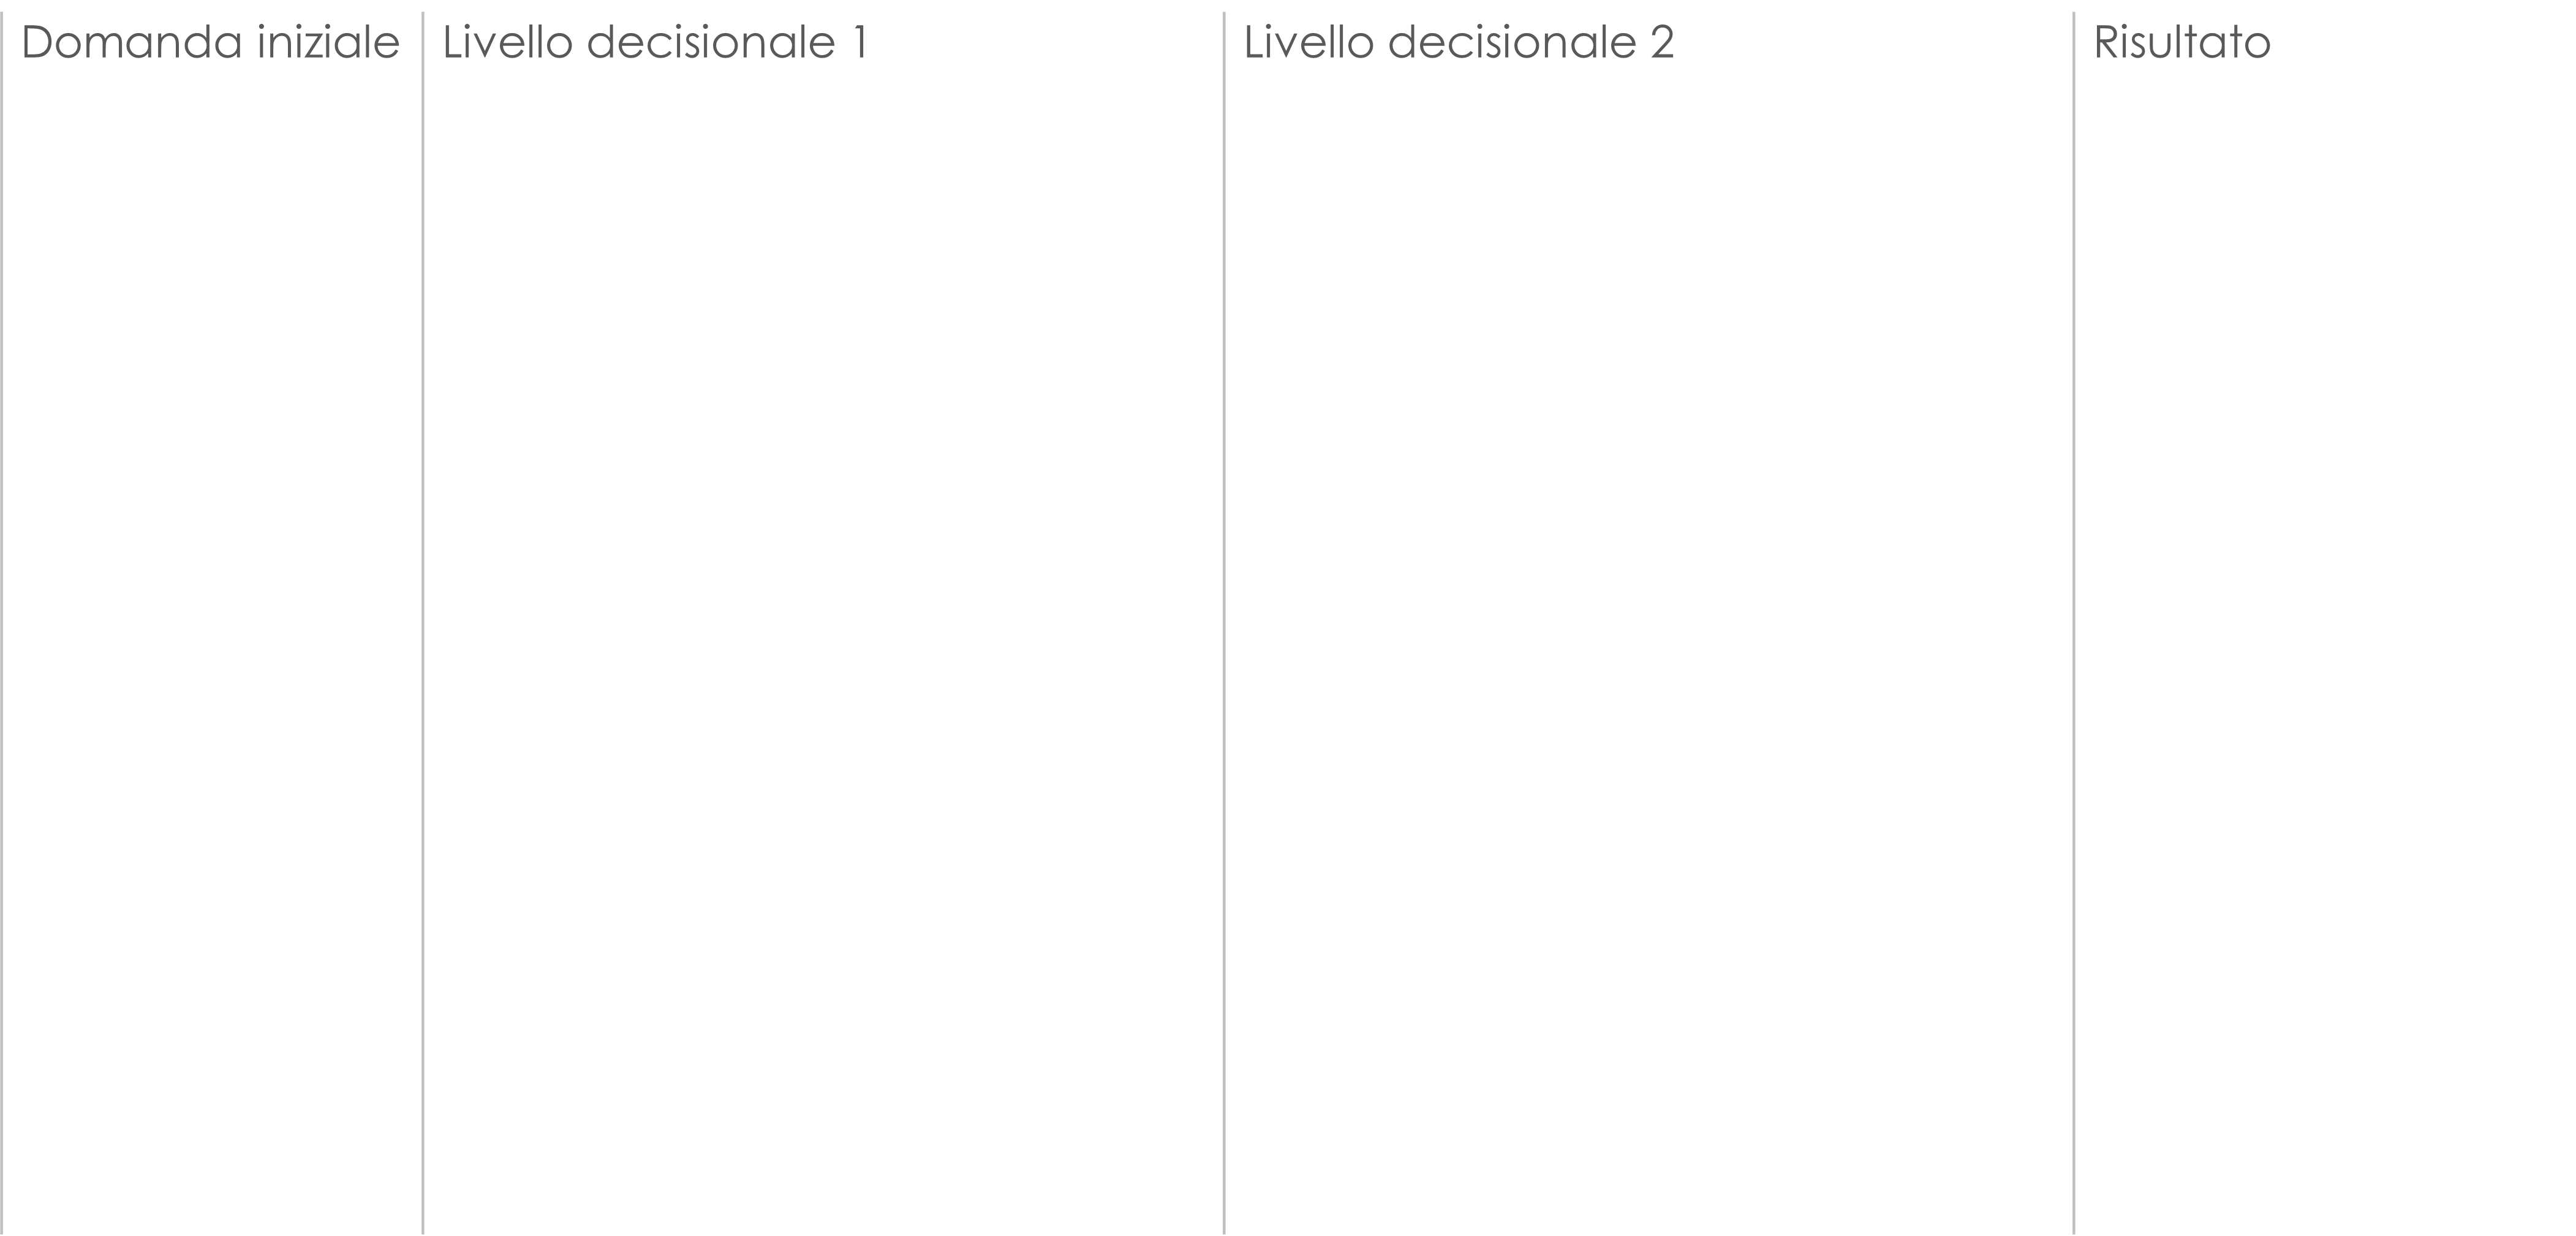 Domanda iniziale
Livello decisionale 1
Livello decisionale 2
Risultato